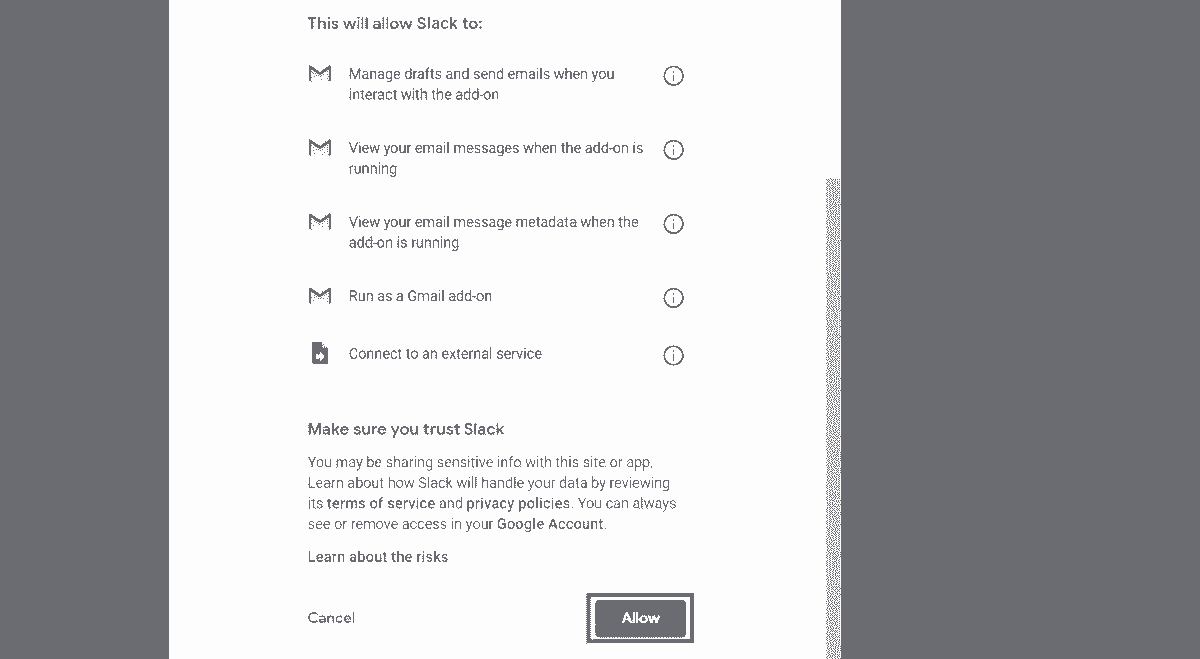 This will allow Slack to:
Manage drafts and send emails when you
interact with the add-on
View your email messages when the add-on is
running
View your email message metadata when the
add-on is running
Run as a Gmail add-on
Connect to an external service
Make sure you trust Slack
You may be sharing sensitive info with this site or app.
Learn about how Slack will handle your data by reviewing
its terms of service and privacy policies. You can always
see or remove access in your Google Account.
Learn about the risks
Cancel
Allow